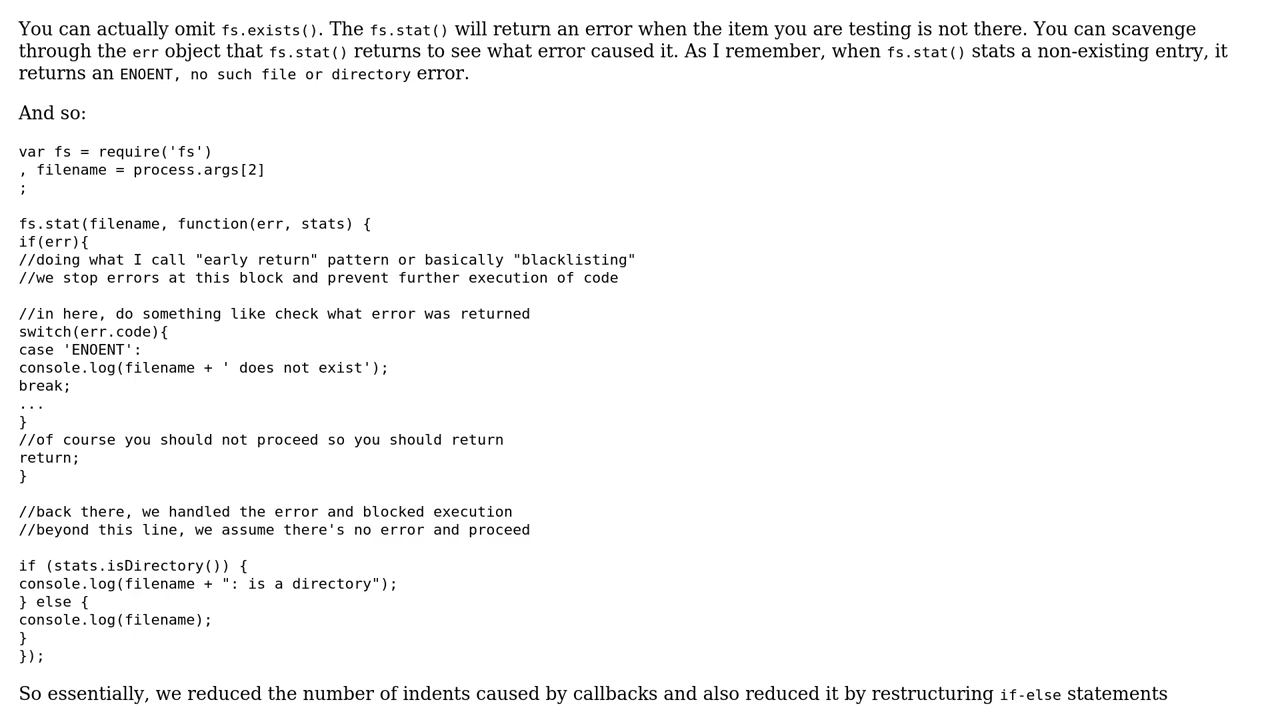 You can actually omit fs.exists(). The fs.stat() will return an error when the item you are testing is not there. You can scavenge
through the err object that fs.stat() returns to see what error caused it. As I remember, when fs.stat() stats a non-existing entry, it
returns an ENOENT, no such file or directory error.
And so:
var fs = require('fs')
, filename = process.args[2]
;
fs.stat(filename, function(err, stats) {
if(err){
//doing what I call "early return" pattern or basically "blacklisting"
//we stop errors at this block and prevent further execution of code
//in here, do something like check what error was returned
switch(err.code){
case 'ENOENT':
console.log(filename + ' does not exist');
break;
...
}
//of course you should not proceed so you should return
return;
}
//back there, we handled the error and blocked execution
//beyond this line, we assume there's no error and proceed
if (stats.isDirectory()) {
console.log(filename + ": is a directory");
} else {
console.log(filename);
}
});
So essentially, we reduced the number of indents caused by callbacks and also reduced it by restructuring if-else statements